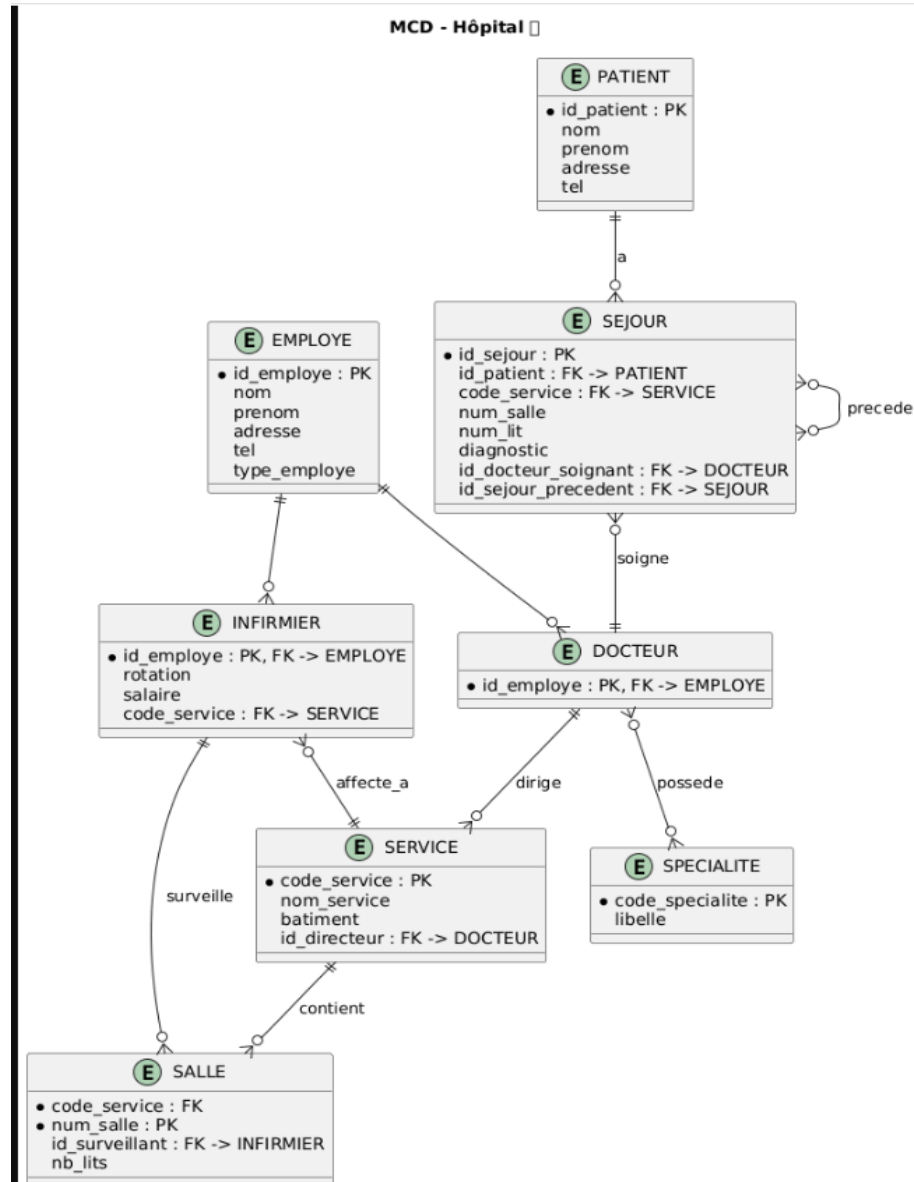 MCD - Hôpital
E PATIENT
id_patient : PK
nom
prenom
adresse
tel
a
E SEJOUR
id_sejour : PK
id_patient : FK -> PATIENT
code_service : FK -> SERVICE
num_salle
num_lit
diagnostic
id_docteur_soignant : FK -> DOCTEUR
id_sejour_precedent : FK -> SEJOUR
precede
E EMPLOYE
id_employe : PK
nom
prenom
adresse
tel
type_employe
soigne
E INFIRMIER
id_employe : PK, FK -> EMPLOYE
rotation
salaire
code_service : FK -> SERVICE
E DOCTEUR
id_employe : PK, FK -> EMPLOYE
affecte_a
dirige
possede
E SERVICE
code_service : PK
nom_service
batiment
id_directeur : FK -> DOCTEUR
E SPECIALITE
code_specialite : PK
libelle
surveille
contient
E SALLE
code_service : FK
num_salle : PK
id_surveillant : FK -> INFIRMIER
nb_lits